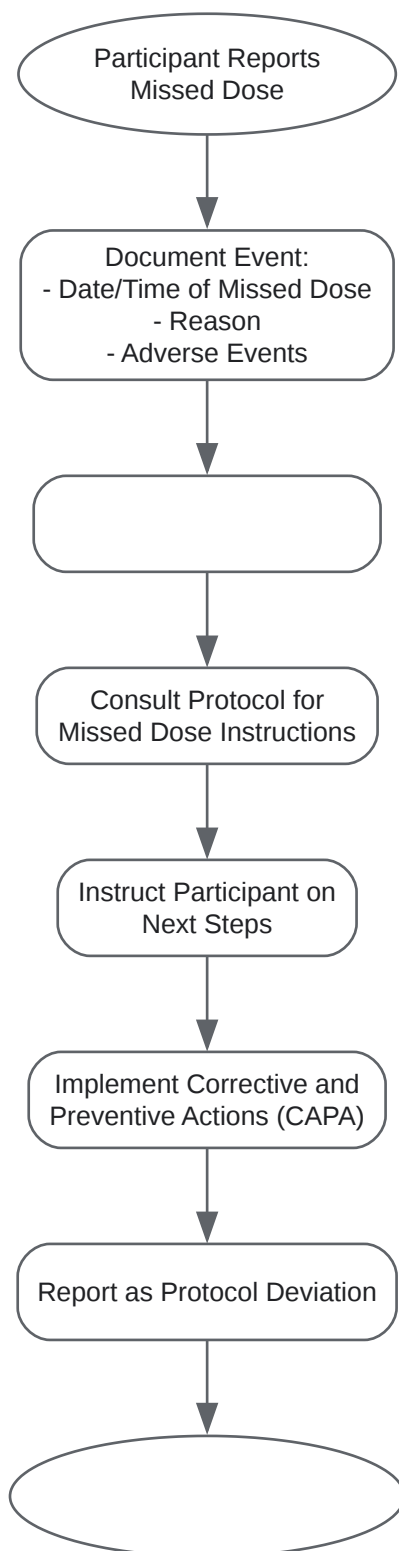 Participant Reports
Missed Dose
Document Event:
- Date/Time of Missed Dose
- Reason
- Adverse Events
Consult Protocol for
Missed Dose Instructions
Instruct Participant on
Next Steps
Implement Corrective and
Preventive Actions (CAPA)
Report as Protocol Deviation